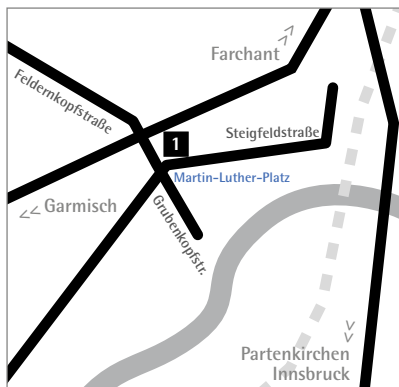 Farchant
Feldernkopfstraße
1
Steigfeldstraße
Martin-Luther-Platz
<< Garmisch
Grubenkopfstr.
Partenkirchen
Innsbruck